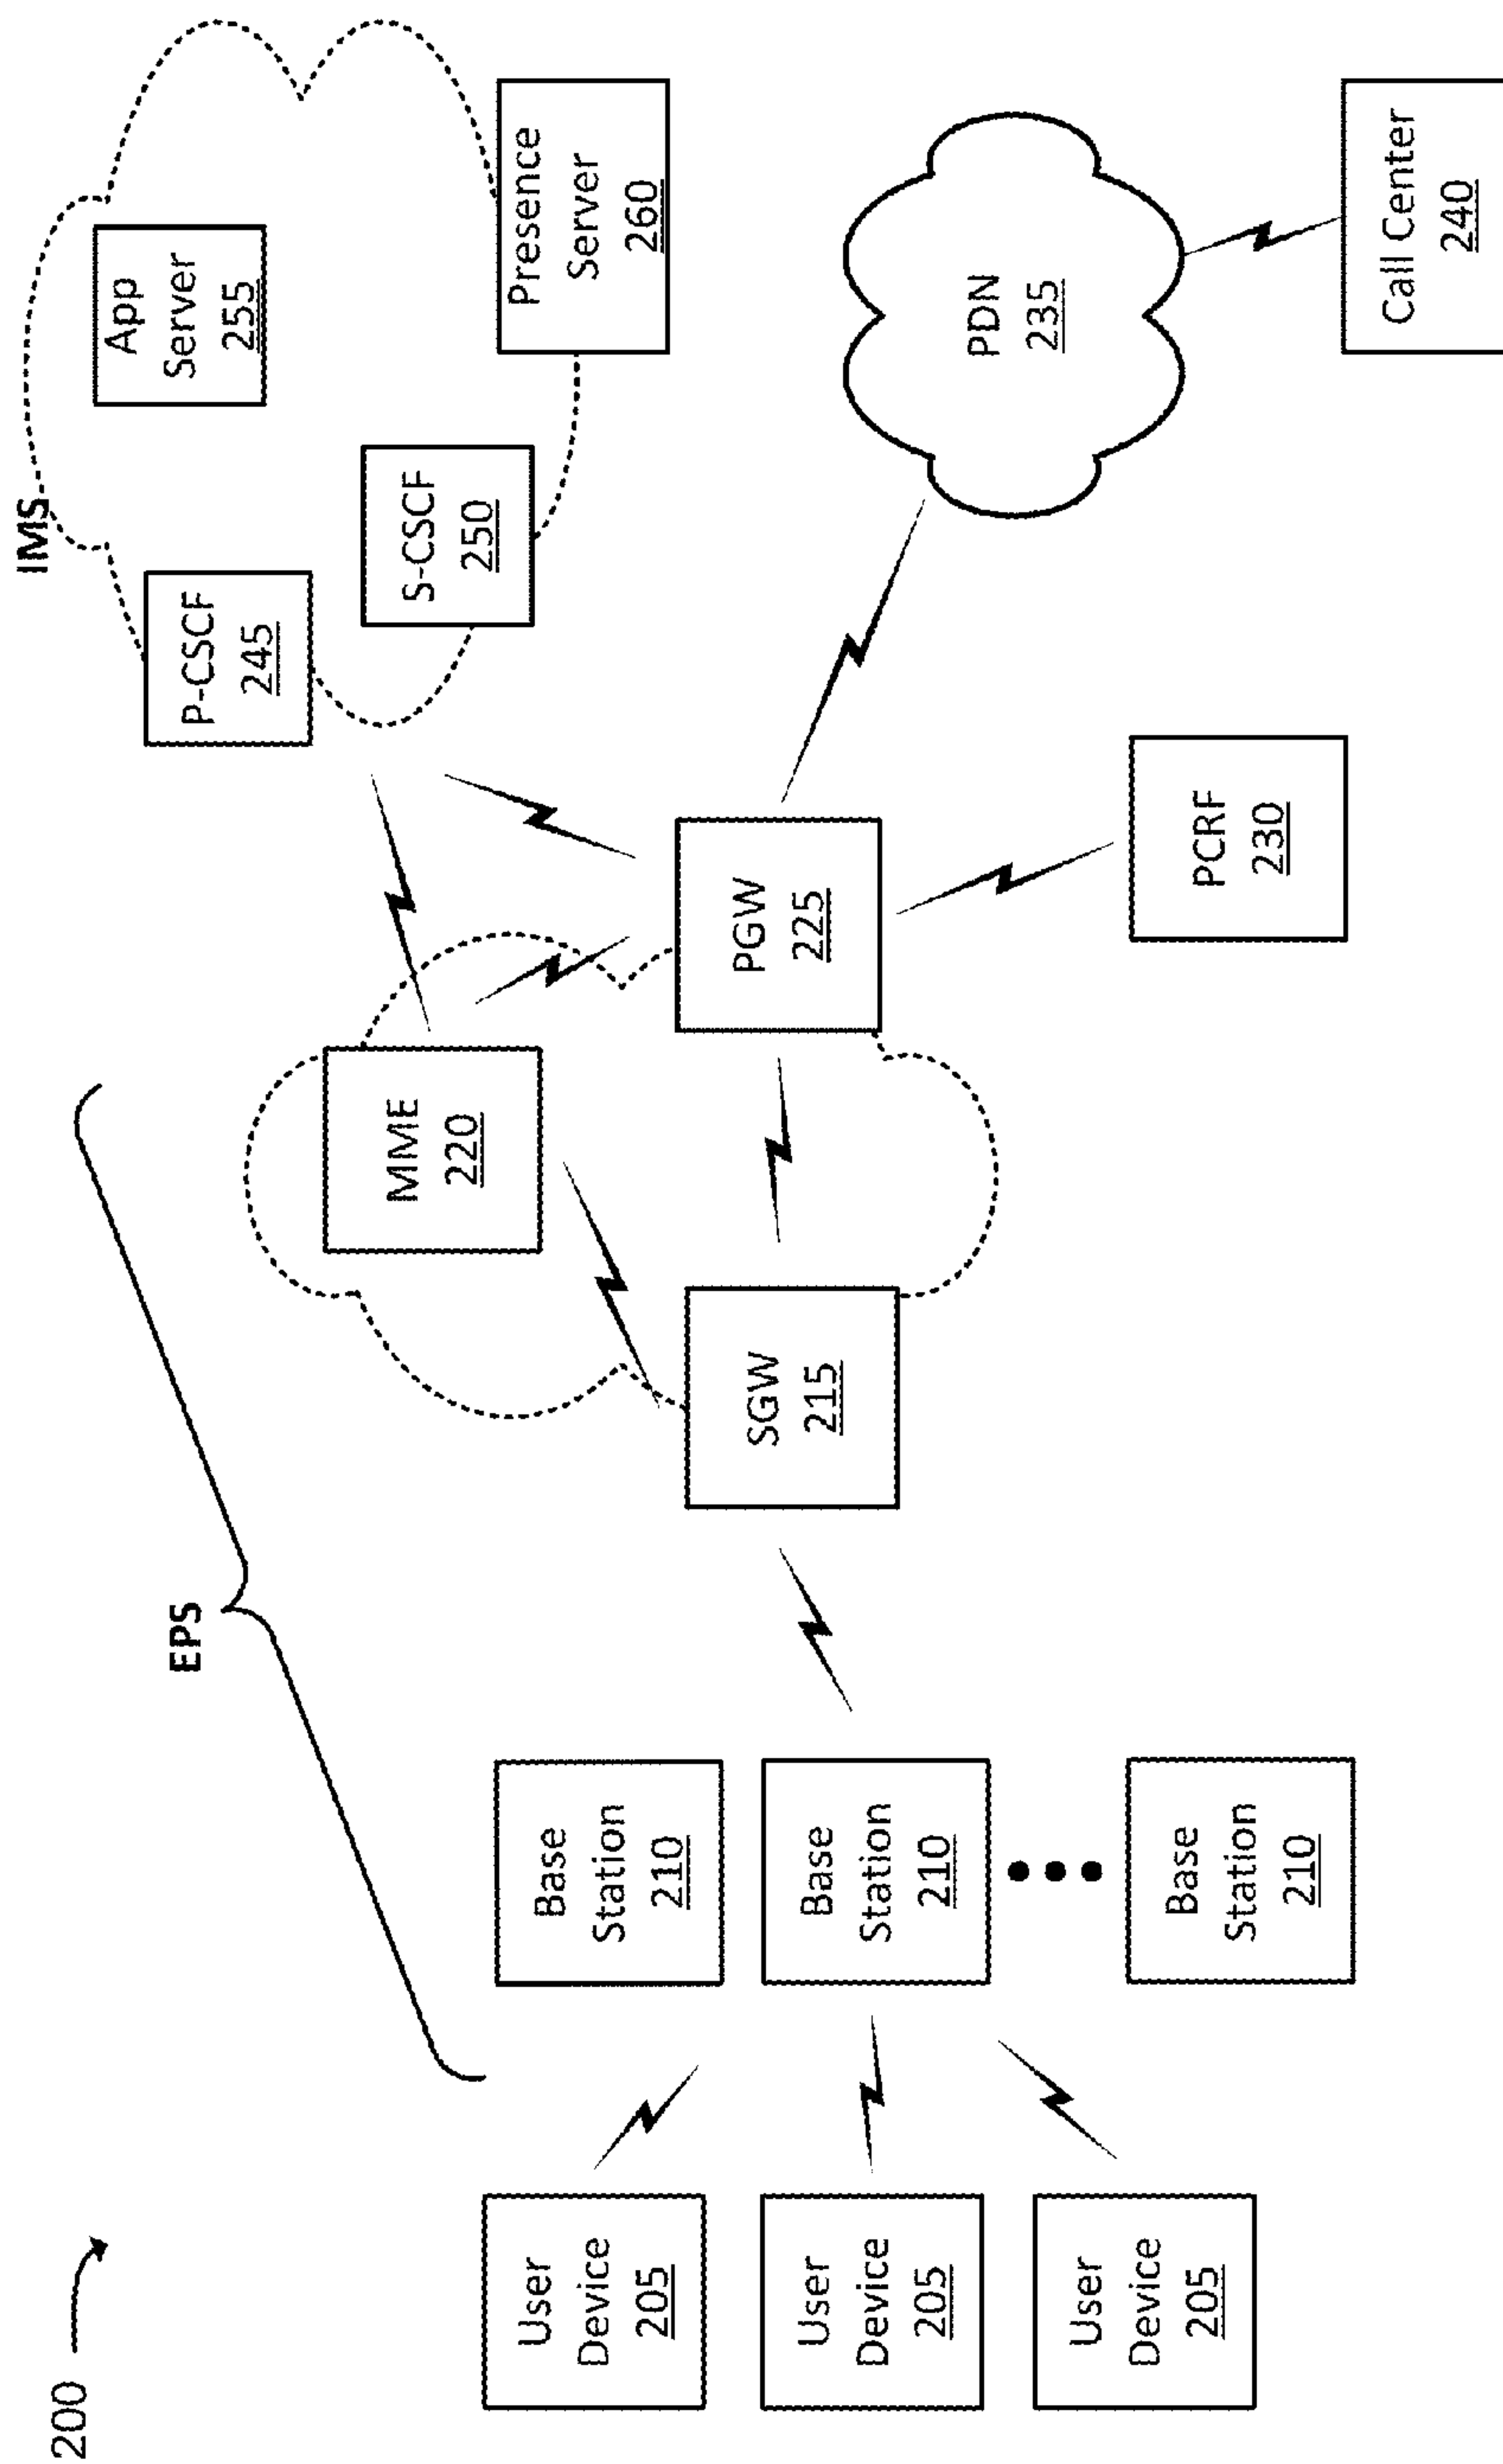 200
EPS
IMS
User
Device
205
User
Device
205
User
Device
205
Base
Station
210
Base
Station
210
Base
Station
210
SGW
215
MME
220
PGW
225
PCRF
230
P-CSCF
245
S-CSCF
250
App
Server
255
Presence
Server
260
PDN
235
Call Center
240